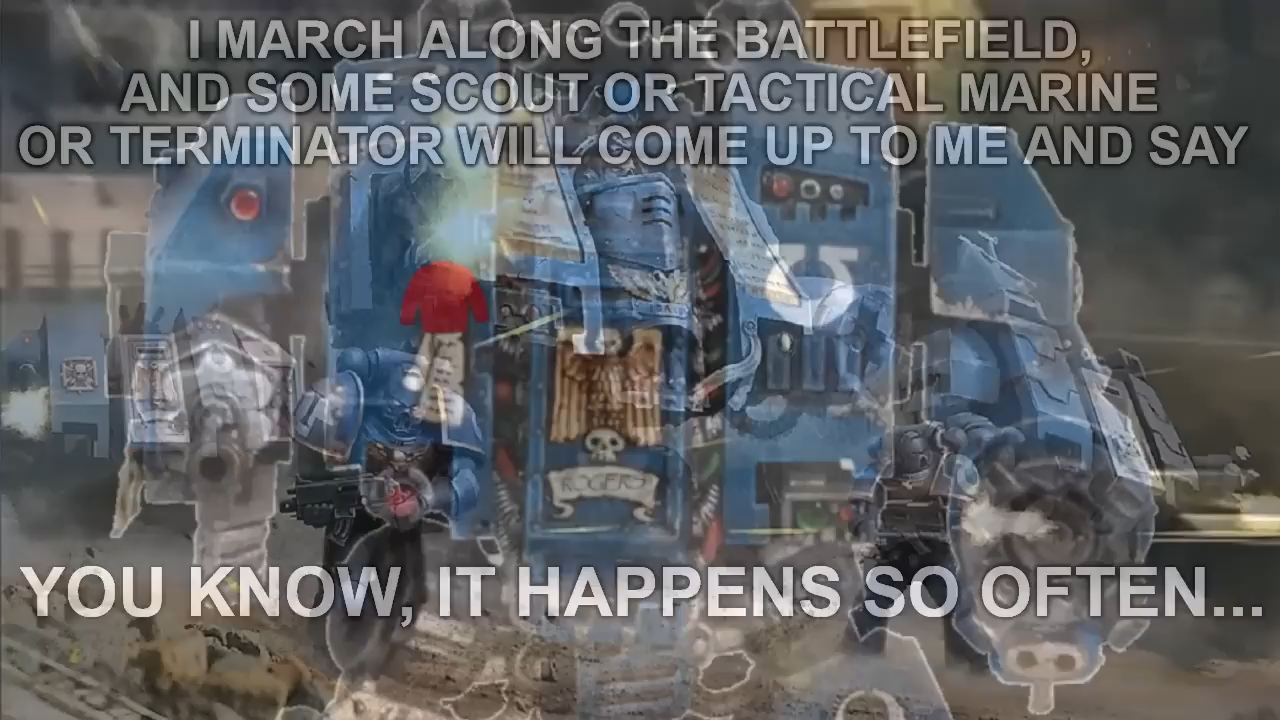 I MARCH ALONG THE BATTLEFIELD,
AND SOME SCOUT OR TACTICAL MARINE
OR TERMINATOR WILL COME UP TO ME AND SAY
ROGERS
YOU KNOW, IT HAPPENS SO OFTEN...